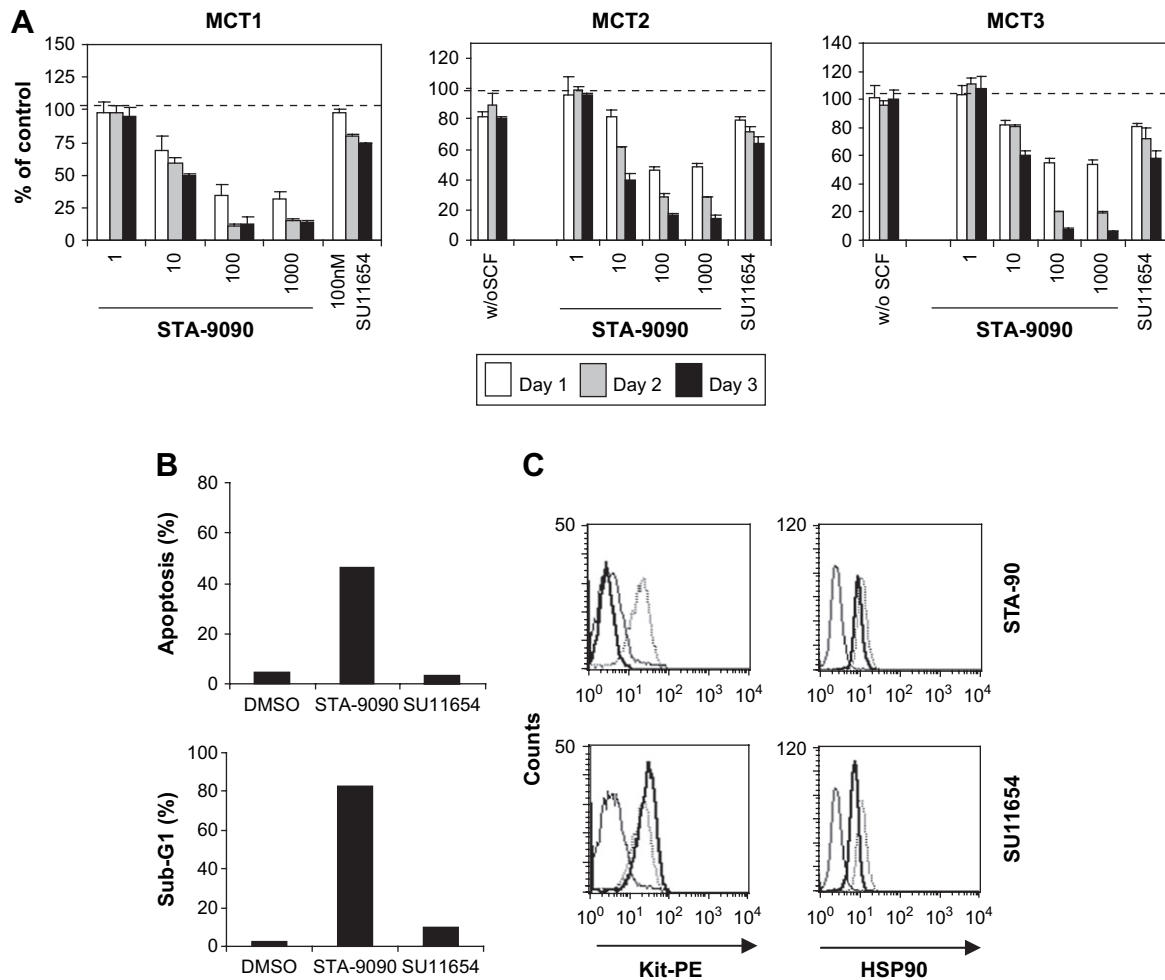 A
MCT1
MCT2
MCT3
% of control
150
125
100
75
50
25
0
1
10
100
1000
100nM
SU11654
STA-9090
120
100
80
60
40
20
0
w/oSCF
1
10
100
1000
SU11654
STA-9090
140
120
100
80
60
40
20
0
w/o SCF
1
10
100
1000
SU11654
STA-9090
Day 1 Day 2 Day 3
B
Apoptosis (%)
80
60
40
20
0
DMSO STA-9090 SU11654
Sub-G1 (%)
100
80
60
40
20
0
DMSO STA-9090 SU11654
C
Counts
50
10⁰ 10¹ 10² 10³ 10⁴
120
10⁰ 10¹ 10² 10³ 10⁴
STA-90
50
10⁰ 10¹ 10² 10³ 10⁴
120
10⁰ 10¹ 10² 10³ 10⁴
SU11654
Kit-PE
HSP90